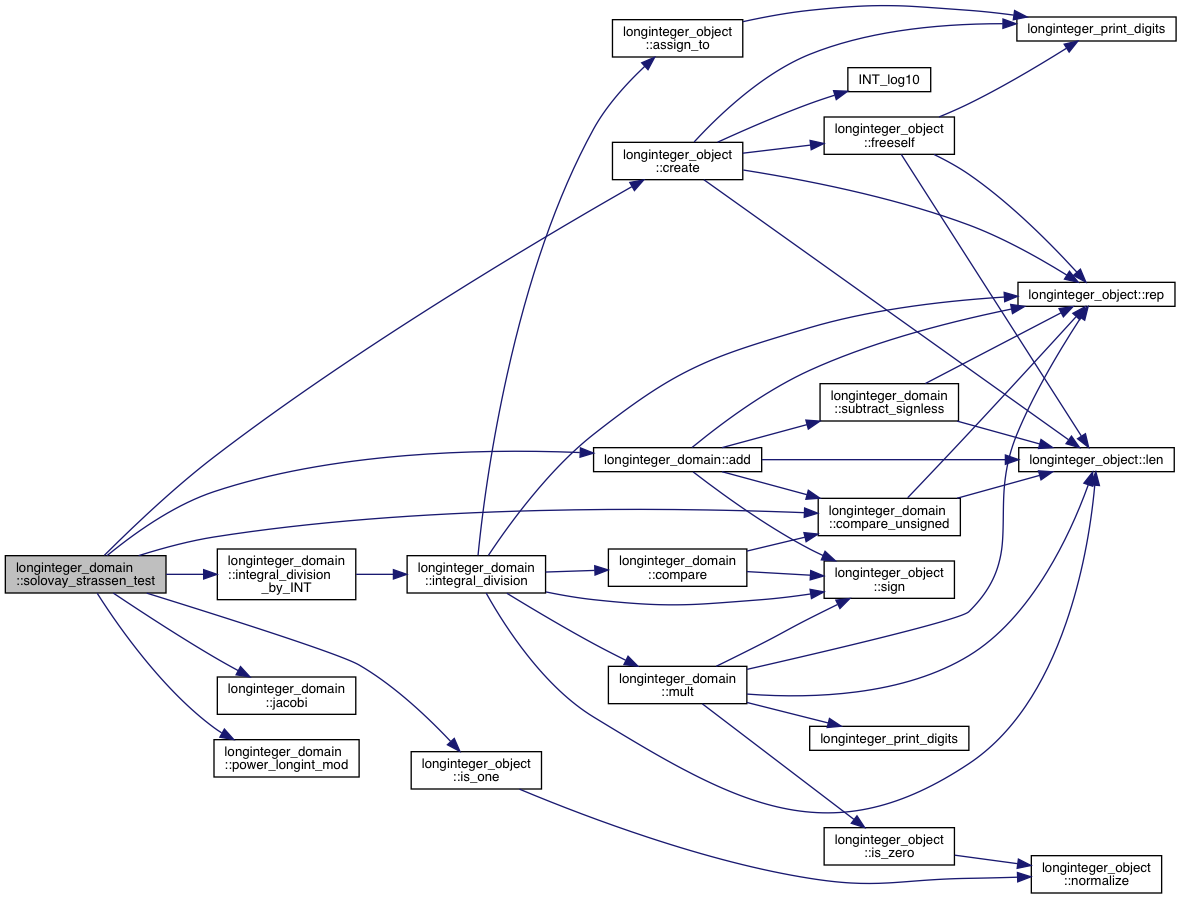 longinteger_domain
::solovay_strassen_test
longinteger_domain
::integral_division
_by_INT
longinteger_domain
::jacobi
longinteger_domain
::power_longint_mod
longinteger_domain
::integral_division
longinteger_object
::is_one
longinteger_object
::assign_to
longinteger_object
::create
longinteger_domain::add
longinteger_domain
::compare
longinteger_domain
::mult
INT_log10
longinteger_object
::freeself
longinteger_domain
::subtract_signless
longinteger_domain
::compare_unsigned
longinteger_object
::sign
longinteger_print_digits
longinteger_object
::is_zero
longinteger_print_digits
longinteger_object::rep
longinteger_object::len
longinteger_object
::normalize